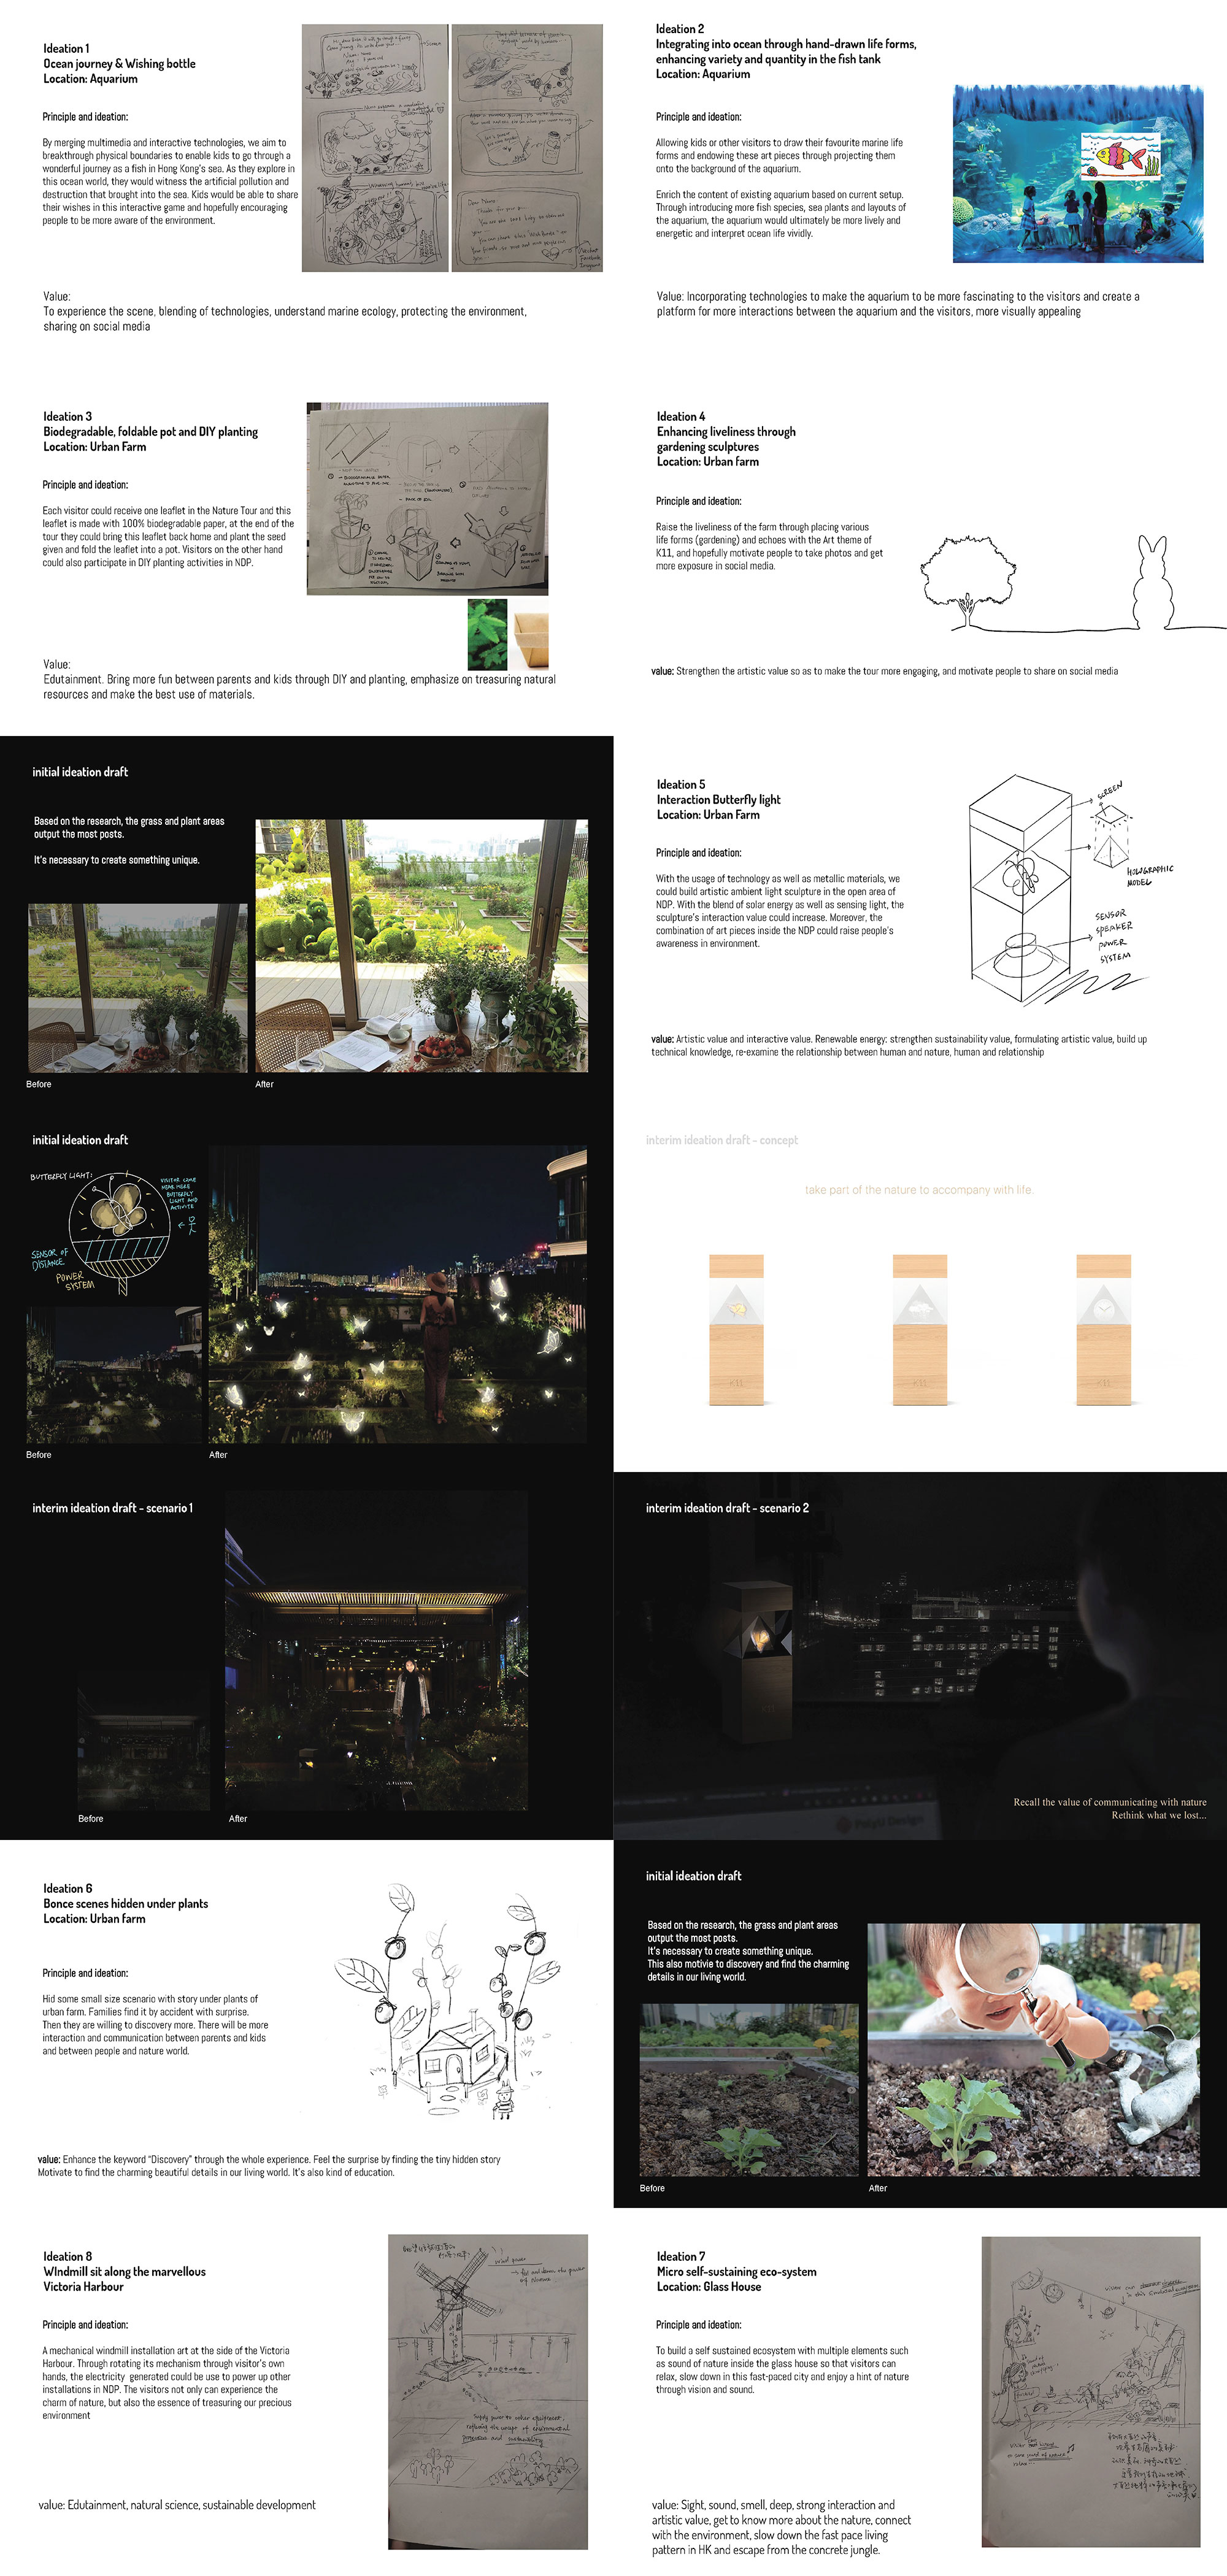 Ideation 1
Ocean journey & Wishing bottle
Location: Aquarium
Principle and ideation:
By merging multimedia and interactive technologies, we aim to
breakthrough physical boundaries to enable kids to go through a
wonderful journey as a fish in Hong Kong's sea. As they explore in
this ocean world, they would witness the artificial pollution and
destruction that brought into the sea. Kids would be able to share
their wishes in this interactive game and hopefully encouraging
people to be more aware of the environment.
Value:
To experience the scene, blending of technologies, understand marine ecology, protecting the environment,
sharing on social media
Ideation 2
Integrating into ocean through hand-drawn life forms,
enhancing variety and quantity in the fish tank
Location: Aquarium
Principle and ideation:
Allowing kids or other visitors to draw their favourite marine life
forms and endowing these art pieces through projecting them
onto the background of the aquarium.
Enrich the content of existing aquarium based on current setup.
Through introducing more fish species, sea plants and layouts of
the aquarium, the aquarium would ultimately be more lively and
energetic and interpret ocean life vividly.
Value: Incorporating technologies to make the aquarium to be more fascinating to the visitors and create a
platform for more interactions between the aquarium and the visitors, more visually appealing
Ideation 3
Biodegradable, foldable pot and DIY planting
Location: Urban Farm
Principle and ideation:
Each visitor could receive one leaflet in the Nature Tour and this
leaflet is made with 100% biodegradable paper, at the end of the
tour they could bring this leaflet back home and plant the seed
given and fold the leaflet into a pot. Visitors on the other hand
could also participate in DIY planting activities in NDP.
Value:
Edutainment. Bring more fun between parents and kids through DIY and planting, emphasize on treasuring natural
resources and make the best use of materials.
Ideation 4
Enhancing liveliness through
gardening sculptures
Location: Urban farm
Principle and ideation:
Raise the liveliness of the farm through placing various
life forms (gardening) and echoes with the Art theme of
K11, and hopefully motivate people to take photos and get
more exposure in social media.
value: Strengthen the artistic value so as to make the tour more engaging, and motivate people to share on social media
initial ideation draft
Based on the research, the grass and plant areas
output the most posts.
It's necessary to create something unique.
Before
After
Ideation 5
Interaction Butterfly light
Location: Urban Farm
Principle and ideation:
With the usage of technology as well as metallic materials, we
could build artistic ambient light sculpture in the open area of
NDP. With the blend of solar energy as well as sensing light, the
sculpture's interaction value could increase. Moreover, the
combination of art pieces inside the NDP could raise people's
awareness in environment.
SCREEN
HOLOGRAPHIC
MODEL
SENSOR
SPEAKER
POWER
SYSTEM
value: Artistic value and interactive value. Renewable energy: strengthen sustainability value, formulating artistic value, build up
technical knowledge, re-examine the relationship between human and nature, human and relationship
initial ideation draft
BUTTERFLY LIGHT:
VISITOR COME
NEAR HERE
BUTTERFLY
LIGHT AND
ACTIVITE
SENSOR OF
DISTANCE
POWER
SYSTEM
Before
After
interim ideation draft - concept
take part of the nature to accompany with life.
K11
K11
K11
interim ideation draft - scenario 1
Before
After
interim ideation draft - scenario 2
K11
PolyU Design
Recall the value of communicating with nature
Rethink what we lost...
Ideation 6
Bonce scenes hidden under plants
Location: Urban farm
Principle and ideation:
Hid some small size scenario with story under plants of
urban farm. Families find it by accident with surprise.
Then they are willing to discovery more. There will be more
interaction and communication between parents and kids
and between people and nature world.
value: Enhance the keyword "Discovery" through the whole experience. Feel the surprise by finding the tiny hidden story
Motivate to find the charming beautiful details in our living world. It's also kind of education.
initial ideation draft
Based on the research, the grass and plant areas
output the most posts.
It's necessary to create something unique.
This also motivie to discovery and find the charming
details in our living world.
Before
After
Ideation 8
WIndmill sit along the marvellous
Victoria Harbour
Principle and ideation:
A mechanical windmill installation art at the side of the Victoria
Harbour. Through rotating its mechanism through visitor's own
hands, the electricity generated could be use to power up other
installations in NDP. The visitors not only can experience the
charm of nature, but also the essence of treasuring our precious
environment
wind power
value: Edutainment, natural science, sustainable development
Ideation 7
Micro self-sustaining eco-system
Location: Glass House
Principle and ideation:
To build a self sustained ecosystem with multiple elements such
as sound of nature inside the glass house so that visitors can
relax, slow down in this fast-paced city and enjoy a hint of nature
through vision and sound.
value: Sight, sound, smell, deep, strong interaction and
artistic value, get to know more about the nature, connect
with the environment, slow down the fast pace living
pattern in HK and escape from the concrete jungle.